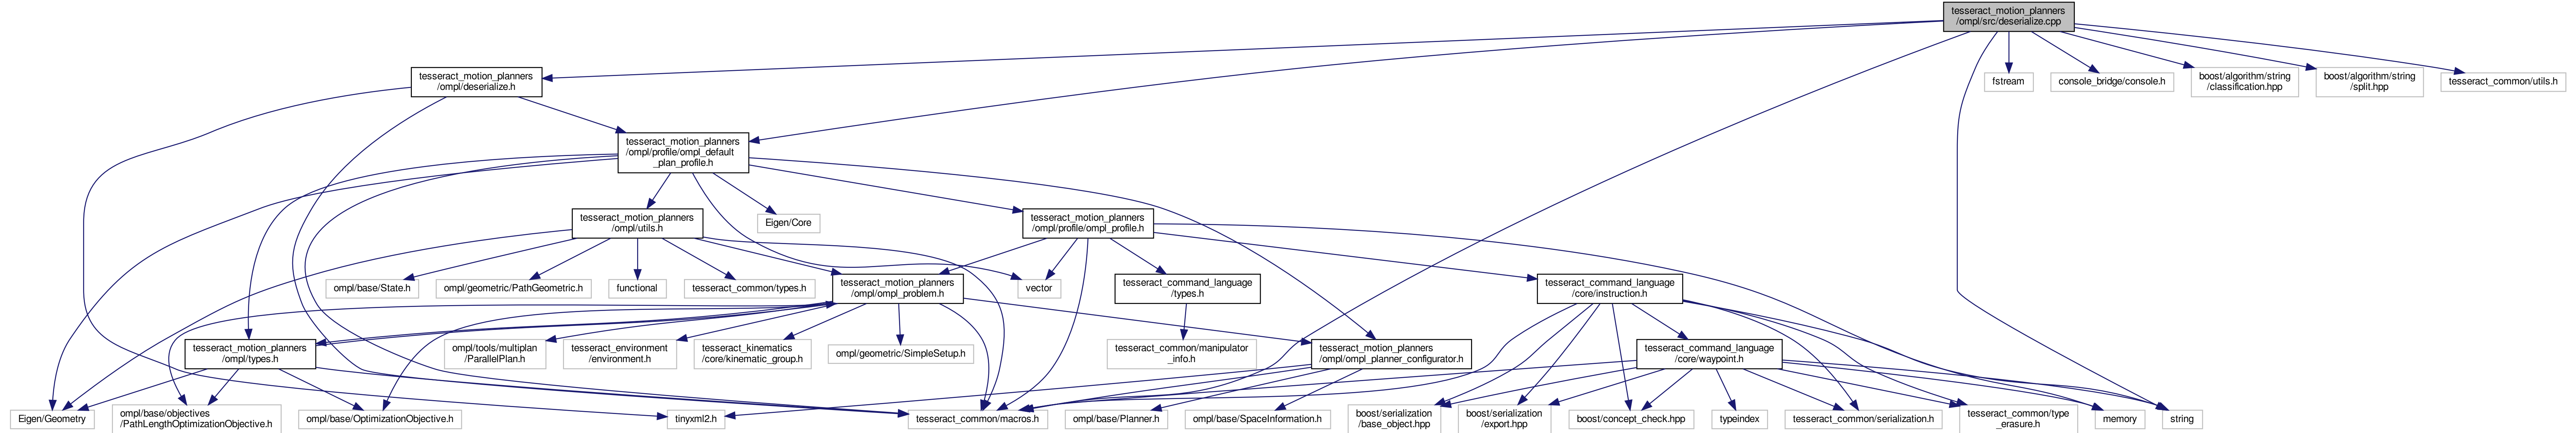 tesseract_motion_planners
/ompl/src/deserialize.cpp
tesseract_motion_planners
/ompl/deserialize.h
fstream
console_bridge/console.h
boost/algorithm/string
/classification.hpp
boost/algorithm/string
/split.hpp
tesseract_common/utils.h
tesseract_motion_planners
/ompl/profile/ompl_default
_plan_profile.h
tesseract_motion_planners
/ompl/utils.h
Eigen/Core
tesseract_motion_planners
/ompl/profile/ompl_profile.h
ompl/base/State.h
ompl/geometric/PathGeometric.h
functional
tesseract_common/types.h
tesseract_motion_planners
/ompl/ompl_problem.h
vector
tesseract_command_language
/types.h
tesseract_command_language
/core/instruction.h
tesseract_motion_planners
/ompl/types.h
ompl/tools/multiplan
/ParallelPlan.h
tesseract_environment
/environment.h
tesseract_kinematics
/core/kinematic_group.h
ompl/geometric/SimpleSetup.h
tesseract_common/manipulator
_info.h
tesseract_motion_planners
/ompl/ompl_planner_configurator.h
tesseract_command_language
/core/waypoint.h
Eigen/Geometry
ompl/base/objectives
/PathLengthOptimizationObjective.h
ompl/base/OptimizationObjective.h
tinyxml2.h
tesseract_common/macros.h
ompl/base/Planner.h
ompl/base/SpaceInformation.h
boost/serialization
/base_object.hpp
boost/serialization
/export.hpp
boost/concept_check.hpp
typeindex
tesseract_common/serialization.h
tesseract_common/type
_erasure.h
memory
string